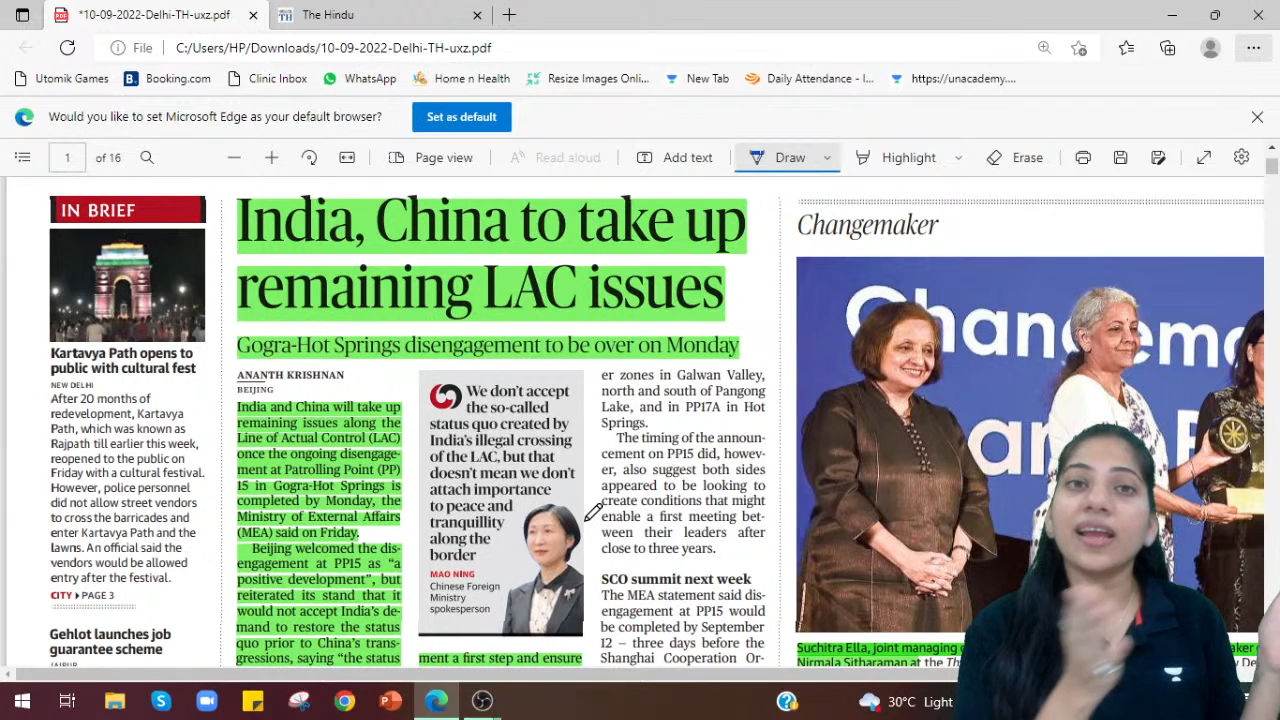 *10-09-2022-Delhi-TH-uxz.pdf
The Hindu
File
C:/Users/HP/Downloads/10-09-2022-Delhi-TH-uxz.pdf
Utomik Games
Booking.com
Clinic Inbox
WhatsApp
Home n Health
Resize Images Onli...
New Tab
Daily Attendance - I...
https://unacademy....
Would you like to set Microsoft Edge as your default browser?
Set as default
1 of 16
Page view
Read aloud
Add text
Draw
Highlight
Erase
IN BRIEF
Kartavya Path opens to
public with cultural fest
NEW DELHI
After 20 months of
redevelopment, Kartavya
Path, which was known as
Rajpath till earlier this week,
reopened to the public on
Friday with a cultural festival.
However, police personnel
did not allow street vendors
to cross the barricades and
enter Kartavya Path and the
lawns. An official said the
vendors would be allowed
entry after the festival.
CITY PAGE 3
Gehlot launches job
guarantee scheme
JAIPUR
India, China to take up
remaining LAC issues
Gogra-Hot Springs disengagement to be over on Monday
ANANTH KRISHNAN
BEIJING
India and China will take up
remaining issues along the
Line of Actual Control (LAC)
once the ongoing disengage-
ment at Patrolling Point (PP)
15 in Gogra-Hot Springs is
completed by Monday, the
Ministry of External Affairs
(MEA) said on Friday.
Beijing welcomed the dis-
engagement at PP15 as “a
positive development”, but
reiterated its stand that it
would not accept India’s de-
mand to restore the status
quo prior to China’s trans-
gressions, saying “the status
We don’t accept
the so-called
status quo created by
India’s illegal crossing
of the LAC, but that
doesn’t mean we don’t
attach importance
to peace and
tranquillity
along the
border
MAO NING
Chinese Foreign
Ministry
spokesperson
ment a first step and ensure
er zones in Galwan Valley,
north and south of Pangong
Lake, and in PP17A in Hot
Springs.
The timing of the announ-
cement on PP15 did, howev-
er, also suggest both sides
appeared to be looking to
create conditions that might
enable a first meeting bet-
ween their leaders after
close to three years.
SCO summit next week
The MEA statement said dis-
engagement at PP15 would
be completed by September
12 – three days before the
Shanghai Cooperation Or-
Changemaker
Suchitra Ella, joint managing
Nirmala Sitharaman at the
30°C Light